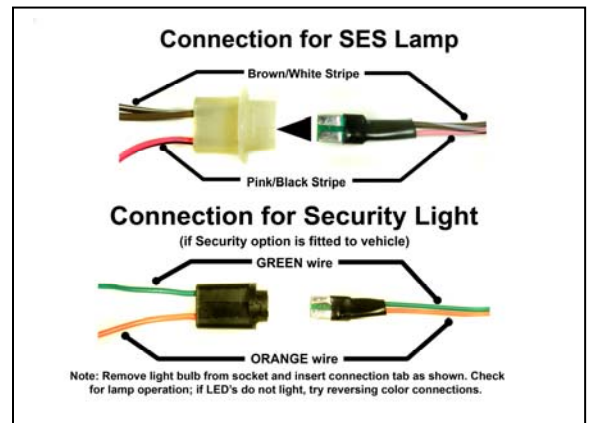 Connection for SES Lamp
Brown/White Stripe
Pink/Black Stripe
Connection for Security Light
(if Security option is fitted to vehicle)
GREEN wire
ORANGE wire
Note: Remove light bulb from socket and insert connection tab as shown. Check
for lamp operation; if LED's do not light, try reversing color connections.